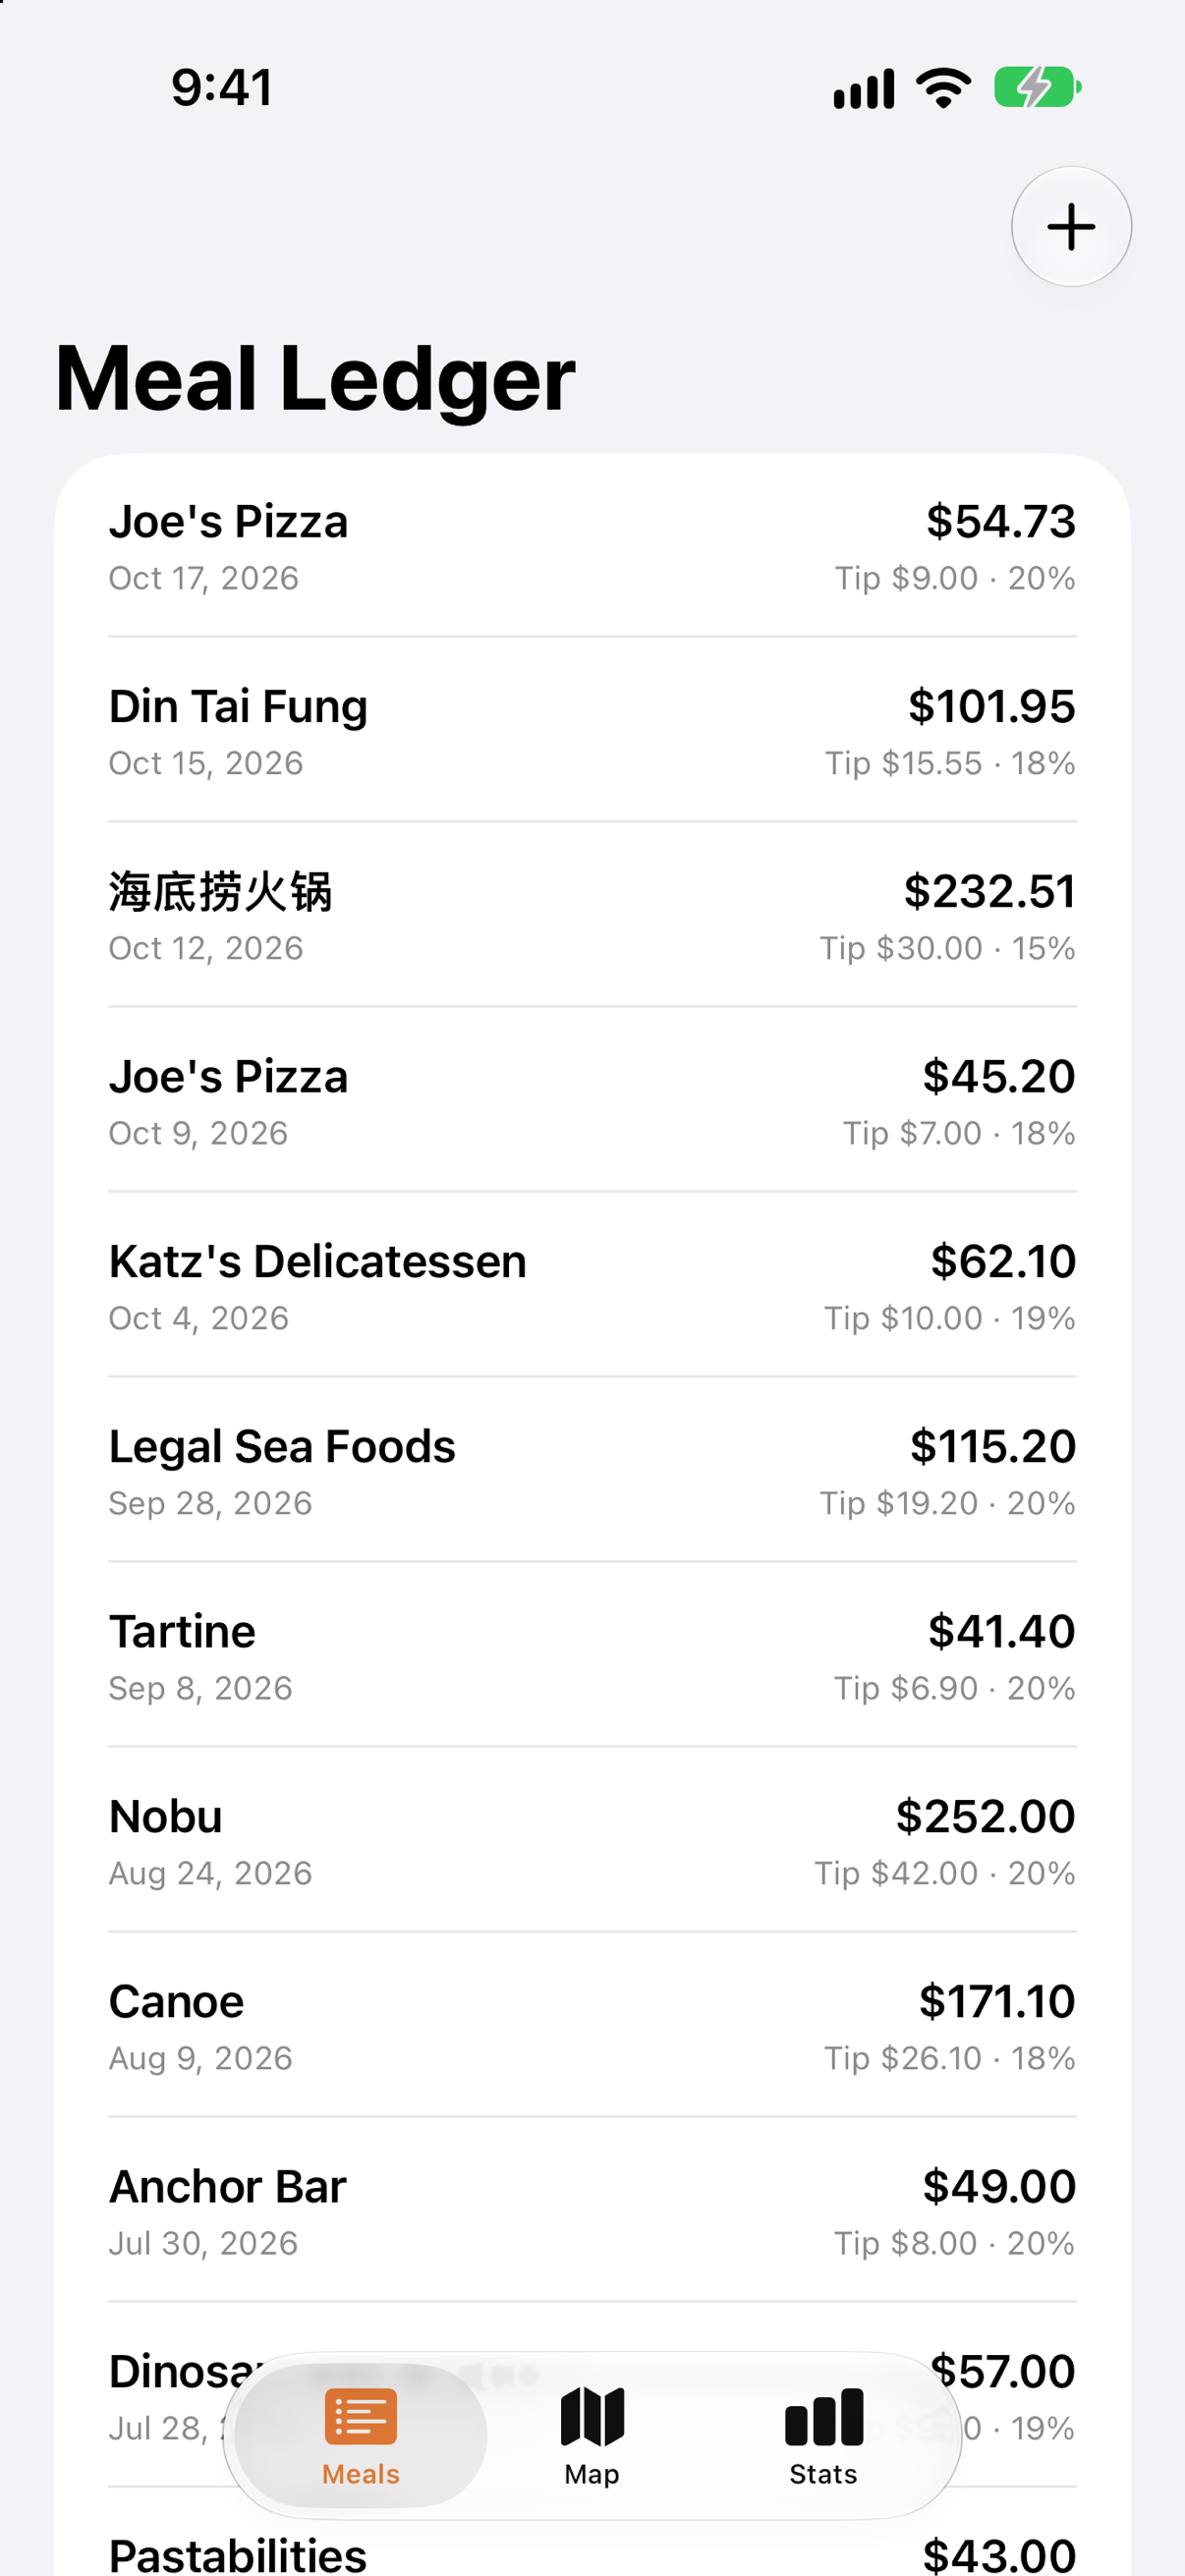 9:41
Meal Ledger
Joe's Pizza $54.73
Oct 17, 2026 Tip $9.00 · 20%
Din Tai Fung $101.95
Oct 15, 2026 Tip $15.55 · 18%
海底捞火锅 $232.51
Oct 12, 2026 Tip $30.00 · 15%
Joe's Pizza $45.20
Oct 9, 2026 Tip $7.00 · 18%
Katz's Delicatessen $62.10
Oct 4, 2026 Tip $10.00 · 19%
Legal Sea Foods $115.20
Sep 28, 2026 Tip $19.20 · 20%
Tartine $41.40
Sep 8, 2026 Tip $6.90 · 20%
Nobu $252.00
Aug 24, 2026 Tip $42.00 · 20%
Canoe $171.10
Aug 9, 2026 Tip $26.10 · 18%
Anchor Bar $49.00
Jul 30, 2026 Tip $8.00 · 20%
$57.00
Jul 28, 19%
Meals Map Stats
Pastabilities $43.00